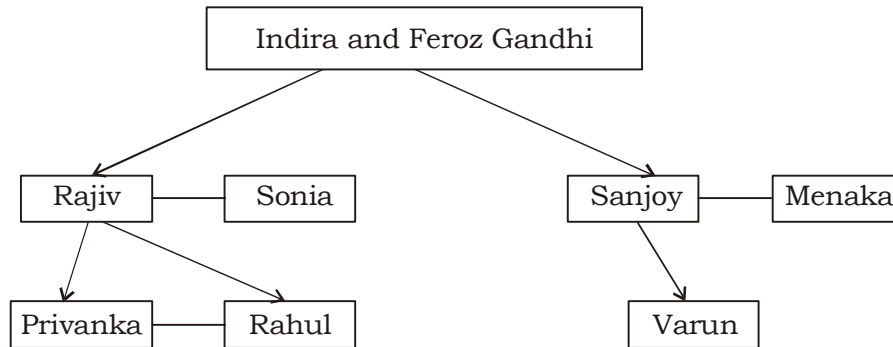 Indira and Feroz Gandhi
Rajiv
Sonia
Sanjoy
Menaka
Privanka
Rahul
Varun